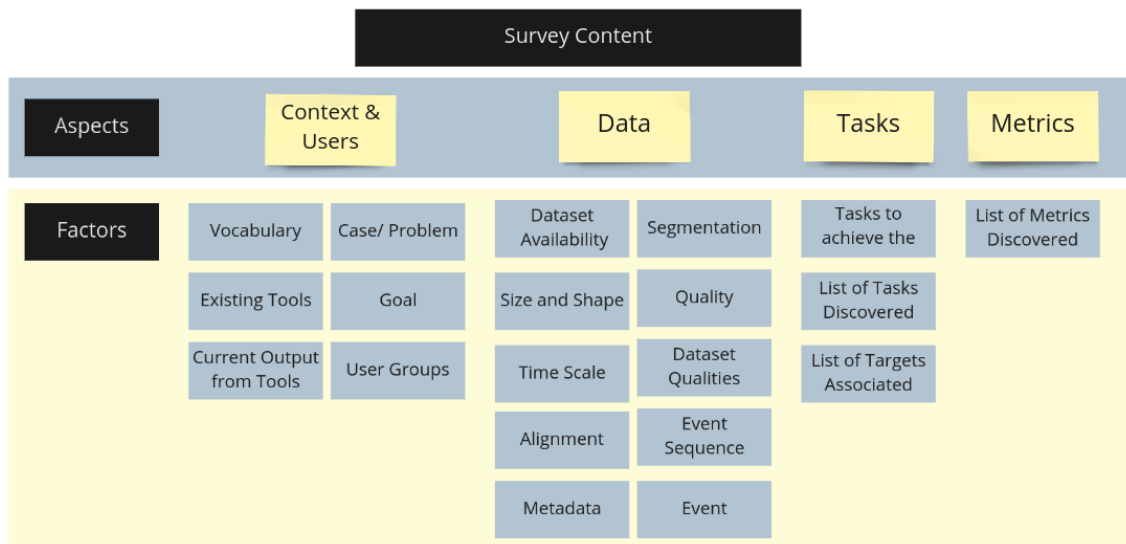 Survey Content
Aspects
Context &
Users
Data
Tasks
Metrics
Factors
Vocabulary
Case/ Problem
Existing Tools
Goal
Current Output
from Tools
User Groups
Dataset
Availability
Segmentation
Size and Shape
Quality
Time Scale
Dataset
Qualities
Alignment
Event
Sequence
Metadata
Event
Tasks to
achieve the
List of Tasks
Discovered
List of Targets
Associated
List of Metrics
Discovered